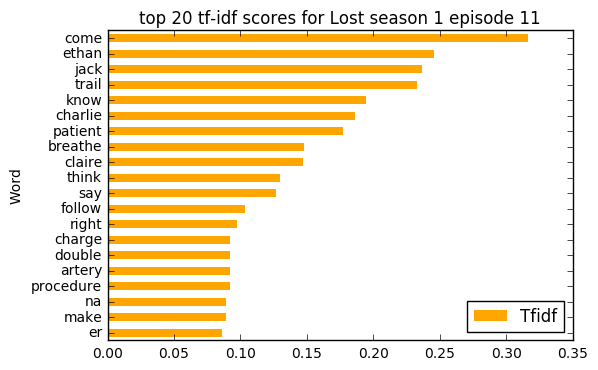 top 20 tf-idf scores for Lost season 1 episode 11
Word
come
ethan
jack
trail
know
charlie
patient
breathe
claire
think
say
follow
right
charge
double
artery
procedure
na
make
er
Tfidf
0.00 0.05 0.10 0.15 0.20 0.25 0.30 0.35